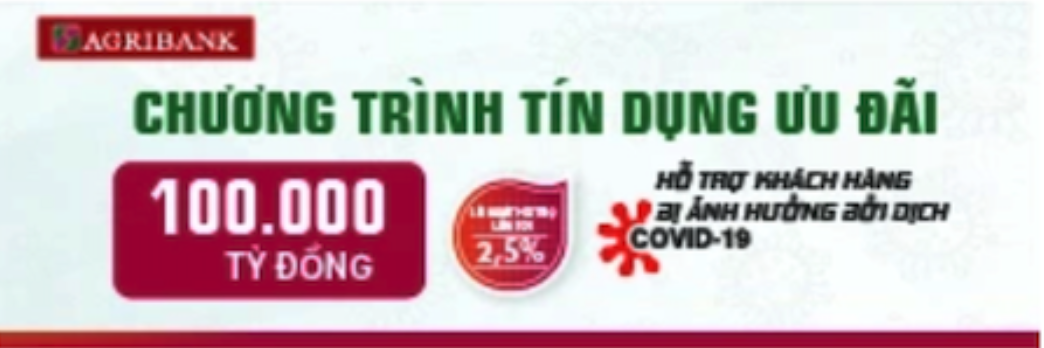 AGRIBANK
CHƯƠNG TRÌNH TÍN DỤNG ƯU ĐÃI
100.000
TỶ ĐỒNG
2,5%
HỖ TRỢ KHÁCH HÀNG
BỊ ẢNH HƯỞNG BỞI DỊCH
COVID-19